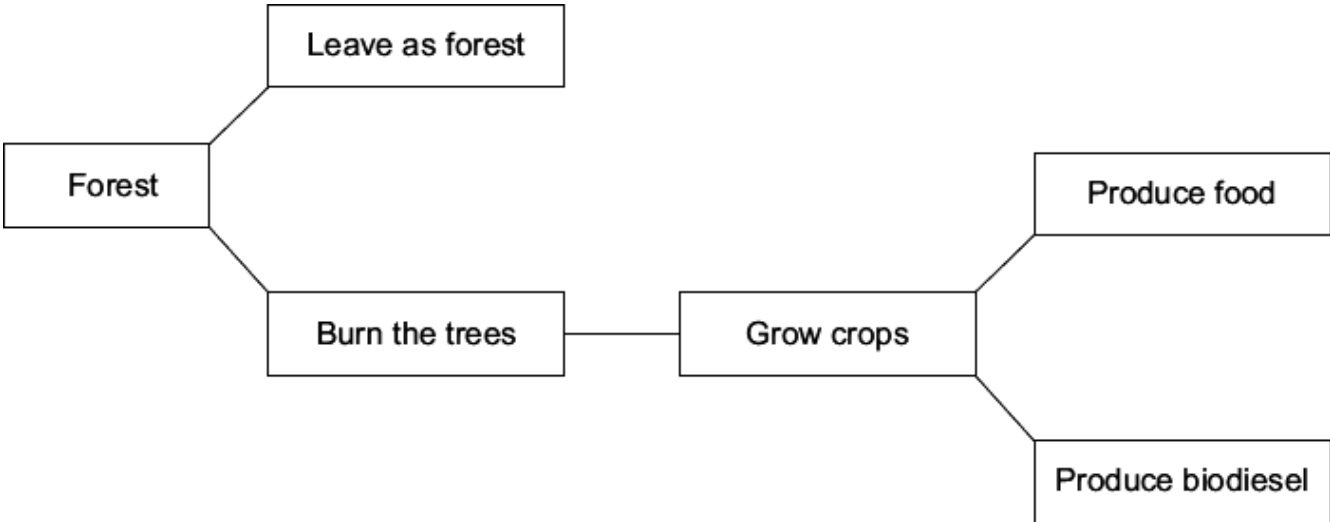 Leave as forest
Forest
Produce food
Burn the trees
Grow crops
Produce biodiesel